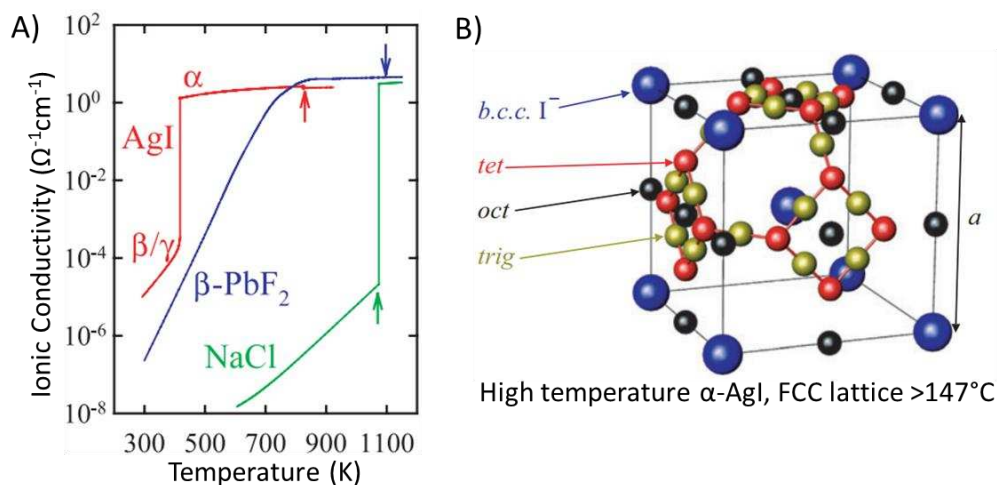 A)
Ionic Conductivity (Ω⁻¹cm⁻¹)
10²
10⁰
10⁻²
10⁻⁴
10⁻⁶
10⁻⁸
α
AgI
β/γ
β-PbF₂
NaCl
300 500 700 900 1100
Temperature (K)
B)
b.c.c. I⁻
tet
oct
trig
a
High temperature α-AgI, FCC lattice >147°C